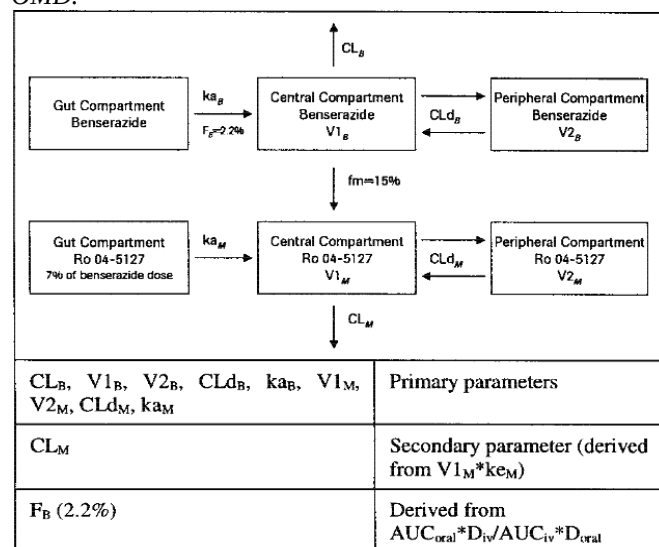 OMD.
CL_B
Gut Compartment
Benserazide
ka_B
F_B=2.2%
Central Compartment
Benserazide
V1_B
CLd_B
Peripheral Compartment
Benserazide
V2_B
fm=15%
Gut Compartment
Ro 04-5127
7% of benserazide dose
ka_M
Central Compartment
Ro 04-5127
V1_M
CLd_M
Peripheral Compartment
Ro 04-5127
V2_M
CL_M
CL_B, V1_B, V2_B, CLd_B, ka_B, V1_M,
V2_M, CLd_M, ka_M
Primary parameters
CL_M
Secondary parameter (derived
from V1_M*ke_M)
F_B (2.2%)
Derived from
AUC_oral*D_iv/AUC_iv*D_oral